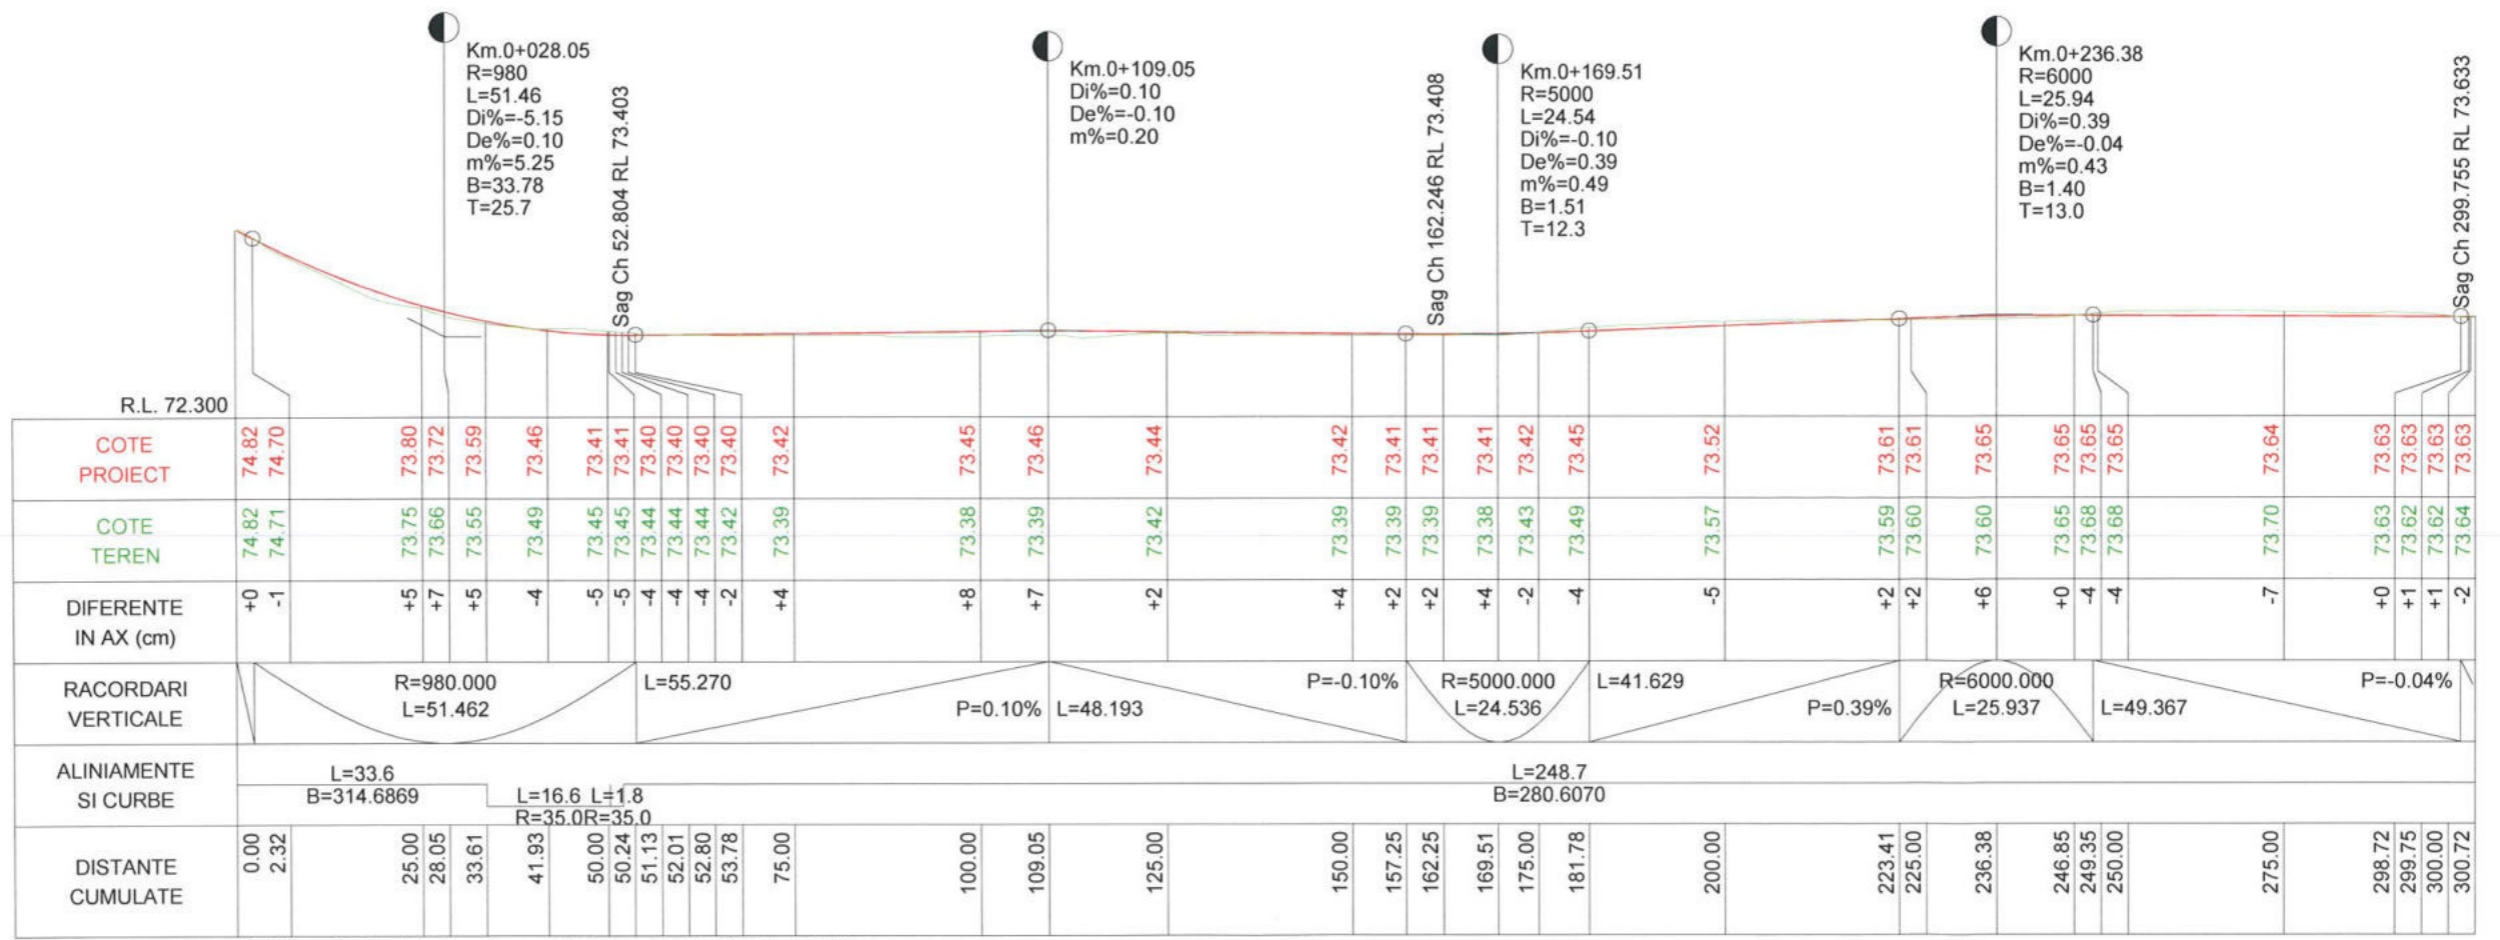 Km.0+028.05
R=980
L=51.46
Di%=-5.15
De%=0.10
m%=5.25
B=33.78
T=25.7
Sag Ch 52.804 RL 73.403
Km.0+109.05
Di%=0.10
De%=-0.10
m%=0.20
Sag Ch 162.246 RL 73.408
Km.0+169.51
R=5000
L=24.54
Di%=-0.10
De%=0.39
m%=0.49
B=1.51
T=12.3
Km.0+236.38
R=6000
L=25.94
Di%=0.39
De%=-0.04
m%=0.43
B=1.40
T=13.0
Sag Ch 299.755 RL 73.633
R.L. 72.300
COTE
PROIECT
74.82 74.70 73.80 73.72 73.59 73.46 73.41 73.41 73.40 73.40 73.40 73.40 73.42 73.45 73.46 73.44 73.42 73.41 73.41 73.41 73.42 73.45 73.52 73.61 73.61 73.65 73.65 73.65 73.65 73.64 73.63 73.63 73.63 73.63
COTE
TEREN
74.82 74.71 73.75 73.66 73.55 73.49 73.45 73.45 73.44 73.44 73.44 73.42 73.39 73.38 73.39 73.42 73.39 73.39 73.39 73.38 73.43 73.49 73.57 73.59 73.60 73.60 73.65 73.68 73.68 73.70 73.63 73.62 73.62 73.64
DIFERENTE
IN AX (cm)
+0 -1 +5 +7 +5 -4 -5 -5 -4 -4 -4 -2 +4 +8 +7 +2 +4 +2 +2 +4 -2 -4 -5 +2 +2 +6 +0 -4 -4 -7 +0 +1 +1 -2
RACORDARI
VERTICALE
R=980.000
L=51.462
L=55.270
P=0.10%
L=48.193
P=-0.10%
R=5000.000
L=24.536
L=41.629
P=0.39%
R=6000.000
L=25.937
L=49.367
P=-0.04%
ALINIAMENTE
SI CURBE
L=33.6
B=314.6869
L=16.6 L=1.8
R=35.0R=35.0
L=248.7
B=280.6070
DISTANTE
CUMULATE
0.00 2.32 25.00 28.05 33.61 41.93 50.00 50.24 51.13 52.01 52.80 53.78 75.00 100.00 109.05 125.00 150.00 157.25 162.25 169.51 175.00 181.78 200.00 223.41 225.00 236.38 246.85 249.35 250.00 275.00 298.72 299.75 300.00 300.72